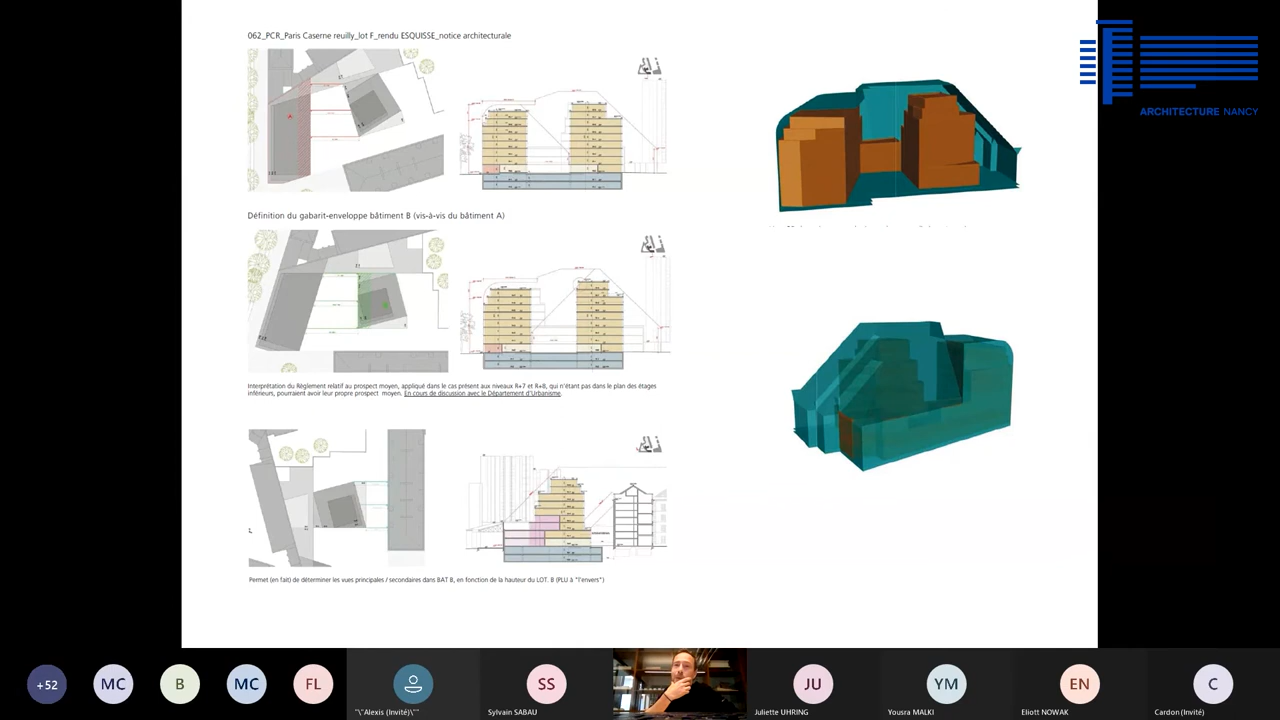 062_PCR_Paris Caserne reuilly_lot F_rendu ESQUISSE_notice architecturale
ARCHITECTURE NANCY
Définition du gabarit-enveloppe bâtiment B (vis-à-vis du bâtiment A)
Interprétation du Règlement relatif au prospect moyen, appliqué dans le cas présent aux niveaux R+7 et R+8, qui n'étant pas dans le plan des étages
inférieurs, pourraient avoir leur propre prospect moyen. En cours de discussion avec le Département d'Urbanisme.
Permet (en fait) de déterminer les vues principales / secondaires dans BAT B, en fonction de la hauteur du LOT. B (PLU à "l'envers")
+52
MC
B
MC
FL
SS
JU
YM
EN
C
"\"Alexis (Invité)\""
Sylvain SABAU
Juliette UHRING
Yousra MALKI
Eliott NOWAK
Cardon (Invité)